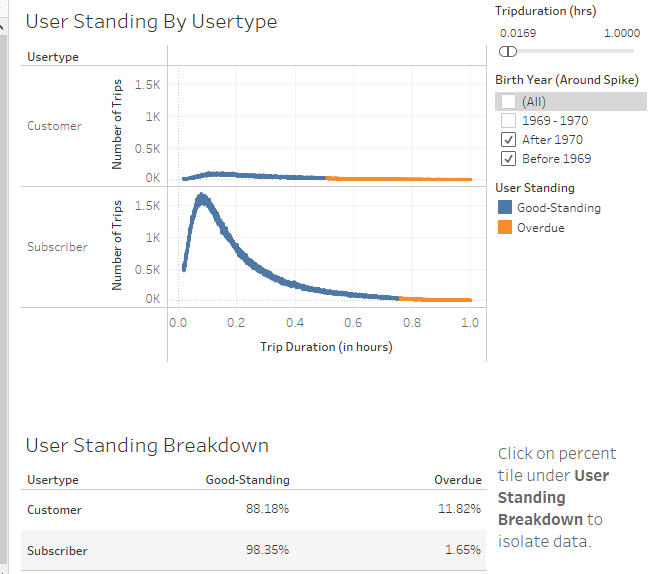 User Standing By Usertype
Usertype
Customer
Number of Trips
1.5K
1K
0.5K
0K
Subscriber
Number of Trips
1.5K
1K
0.5K
0K
0.0 0.2 0.4 0.6 0.8 1.0
Trip Duration (in hours)
Tripduration (hrs)
0.0169 1.0000
Birth Year (Around Spike)
(All)
1969 - 1970
After 1970
Before 1969
User Standing
Good-Standing
Overdue
User Standing Breakdown
Usertype Good-Standing Overdue
Customer 88.18% 11.82%
Subscriber 98.35% 1.65%
Click on percent
tile under User
Standing
Breakdown to
isolate data.